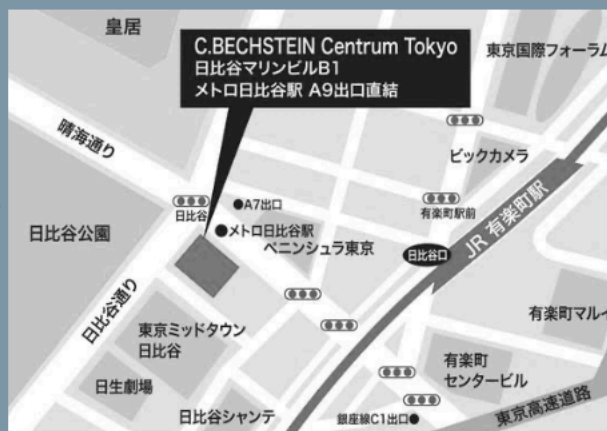 皇居
C.BECHSTEIN Centrum Tokyo
日比谷マリンビルB1
メトロ日比谷駅 A9出口直結
東京国際フォーラム
晴海通り
ビックカメラ
日比谷
A7出口
有楽町駅前
メトロ日比谷駅
日比谷公園
ペニンシュラ東京
日比谷口
JR 有楽町駅
日比谷通り
東京ミッドタウン
日比谷
有楽町マルイ
日生劇場
有楽町
センタービル
日比谷シャンテ
銀座線C1出口
東京高速道路